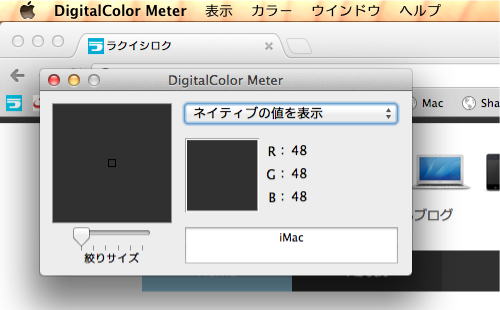 DigitalColor Meter 表示 カラー ウインドウ ヘルプ
ラクイシロク
DigitalColor Meter
Mac
Sha
ネイティブの値を表示
R : 48
G : 48
B : 48
ブログ
iMac
絞りサイズ